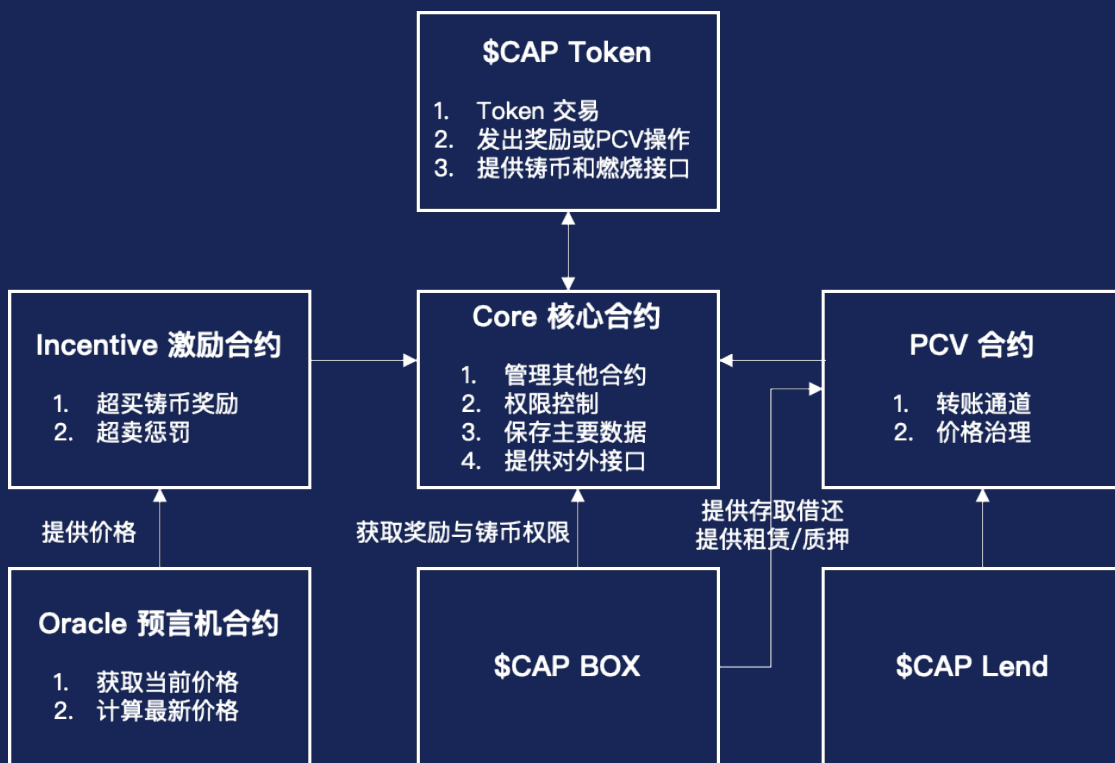 $CAP Token
1. Token 交易
2. 发出奖励或PCV操作
3. 提供铸币和燃烧接口
Incentive 激励合约
1. 超买铸币奖励
2. 超卖惩罚
Core 核心合约
1. 管理其他合约
2. 权限控制
3. 保存主要数据
4. 提供对外接口
PCV 合约
1. 转账通道
2. 价格治理
提供价格
获取奖励与铸币权限
提供存取借还
提供租赁/质押
Oracle 预言机合约
1. 获取当前价格
2. 计算最新价格
$CAP BOX
$CAP Lend